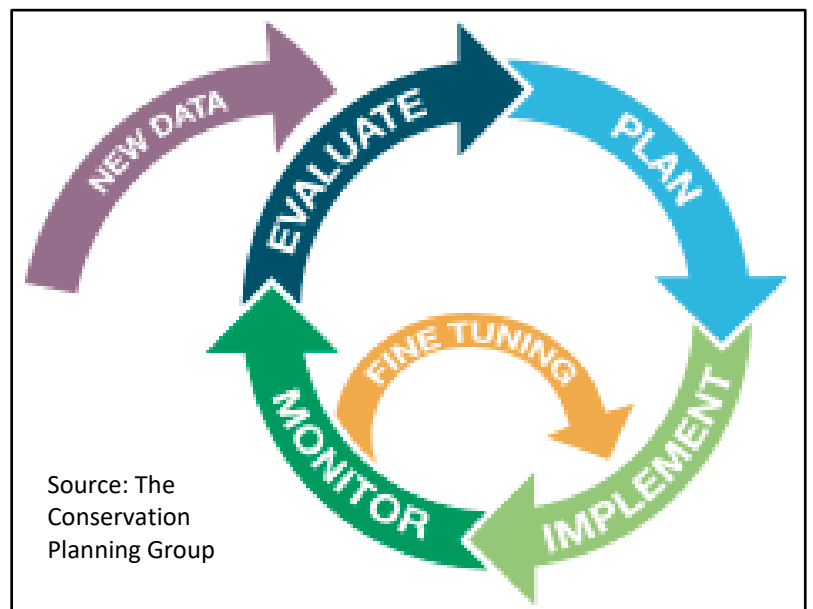 NEW DATA
EVALUATE
PLAN
FINE TUNING
IMPLEMENT
MONITOR
Source: The
Conservation
Planning Group